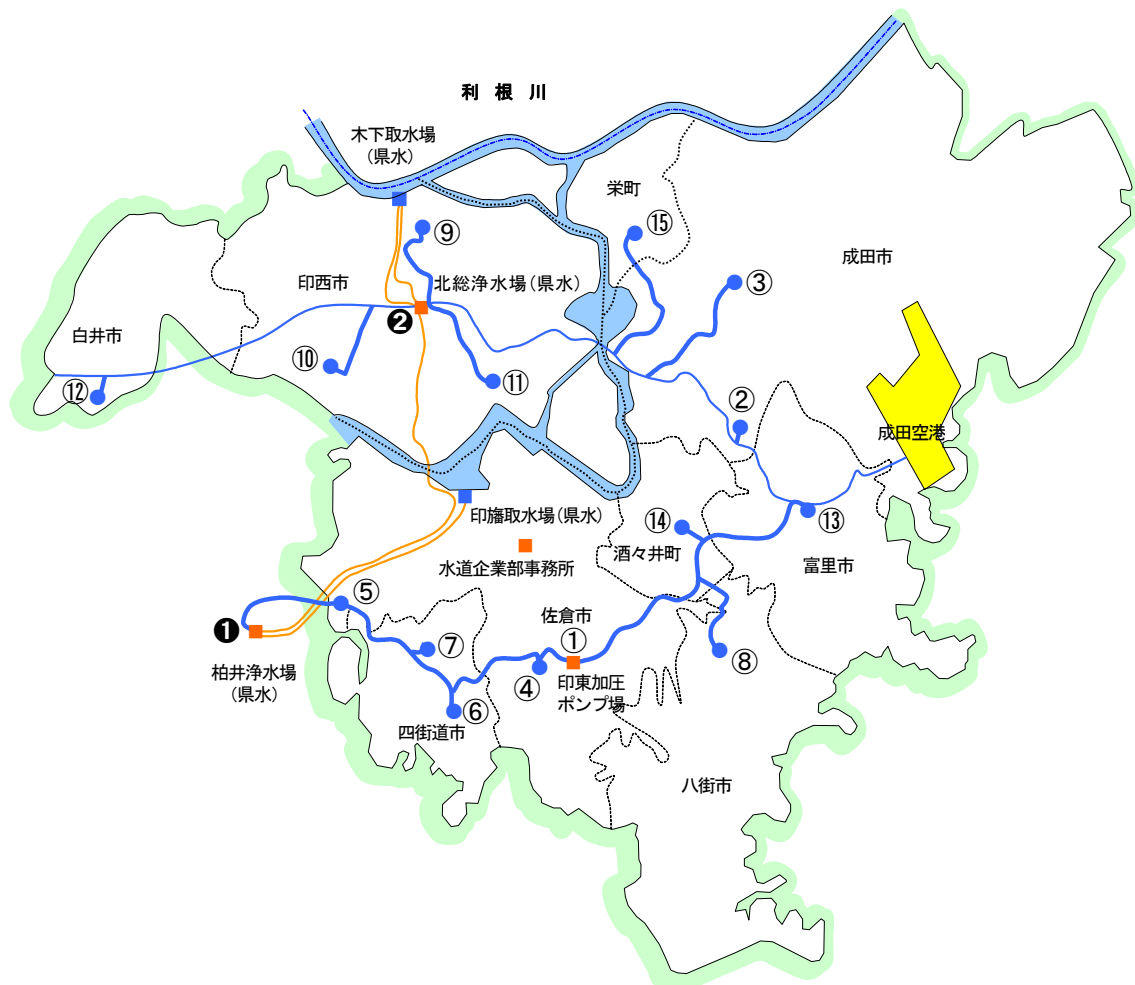 利根川
木下取水場
(県水)
栄町
⑮
⑨
成田市
③
印西市
北総浄水場(県水)
❷
白井市
⑩
⑪
⑫
②
成田空港
印旛取水場(県水)
⑭
⑬
酒々井町
富里市
水道企業部事務所
⑤
佐倉市
❶
①
⑦
⑧
柏井浄水場
(県水)
④
印東加圧
ポンプ場
⑥
四街道市
八街市